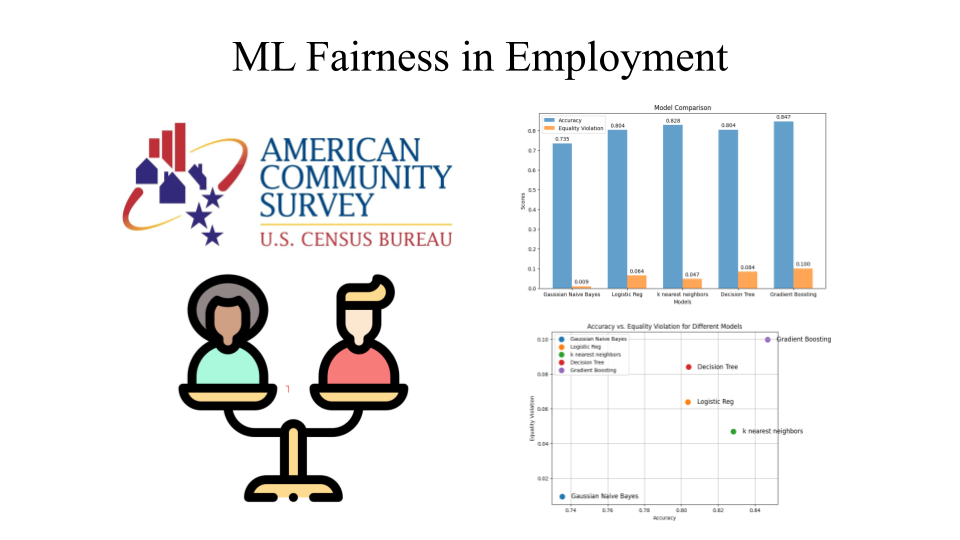 ML Fairness in Employment
AMERICAN
COMMUNITY
SURVEY
U.S. CENSUS BUREAU
Model Comparison
Accuracy
Equality Violation
0.735
0.009
0.804
0.064
0.828
0.047
0.804
0.084
0.847
0.100
Scores
0.8
0.7
0.6
0.5
0.4
0.3
0.2
0.1
0.0
Gaussian Naive Bayes
Logistic Reg
k nearest neighbors
Decision Tree
Gradient Boosting
Models
Accuracy vs. Equality Violation for Different Models
Gaussian Naive Bayes
Logistic Reg
k nearest neighbors
Decision Tree
Gradient Boosting
Gradient Boosting
Decision Tree
Logistic Reg
k nearest neighbors
Gaussian Naive Bayes
Equality Violation
0.10
0.08
0.06
0.04
0.02
0.74
0.76
0.78
0.80
0.82
0.84
Accuracy